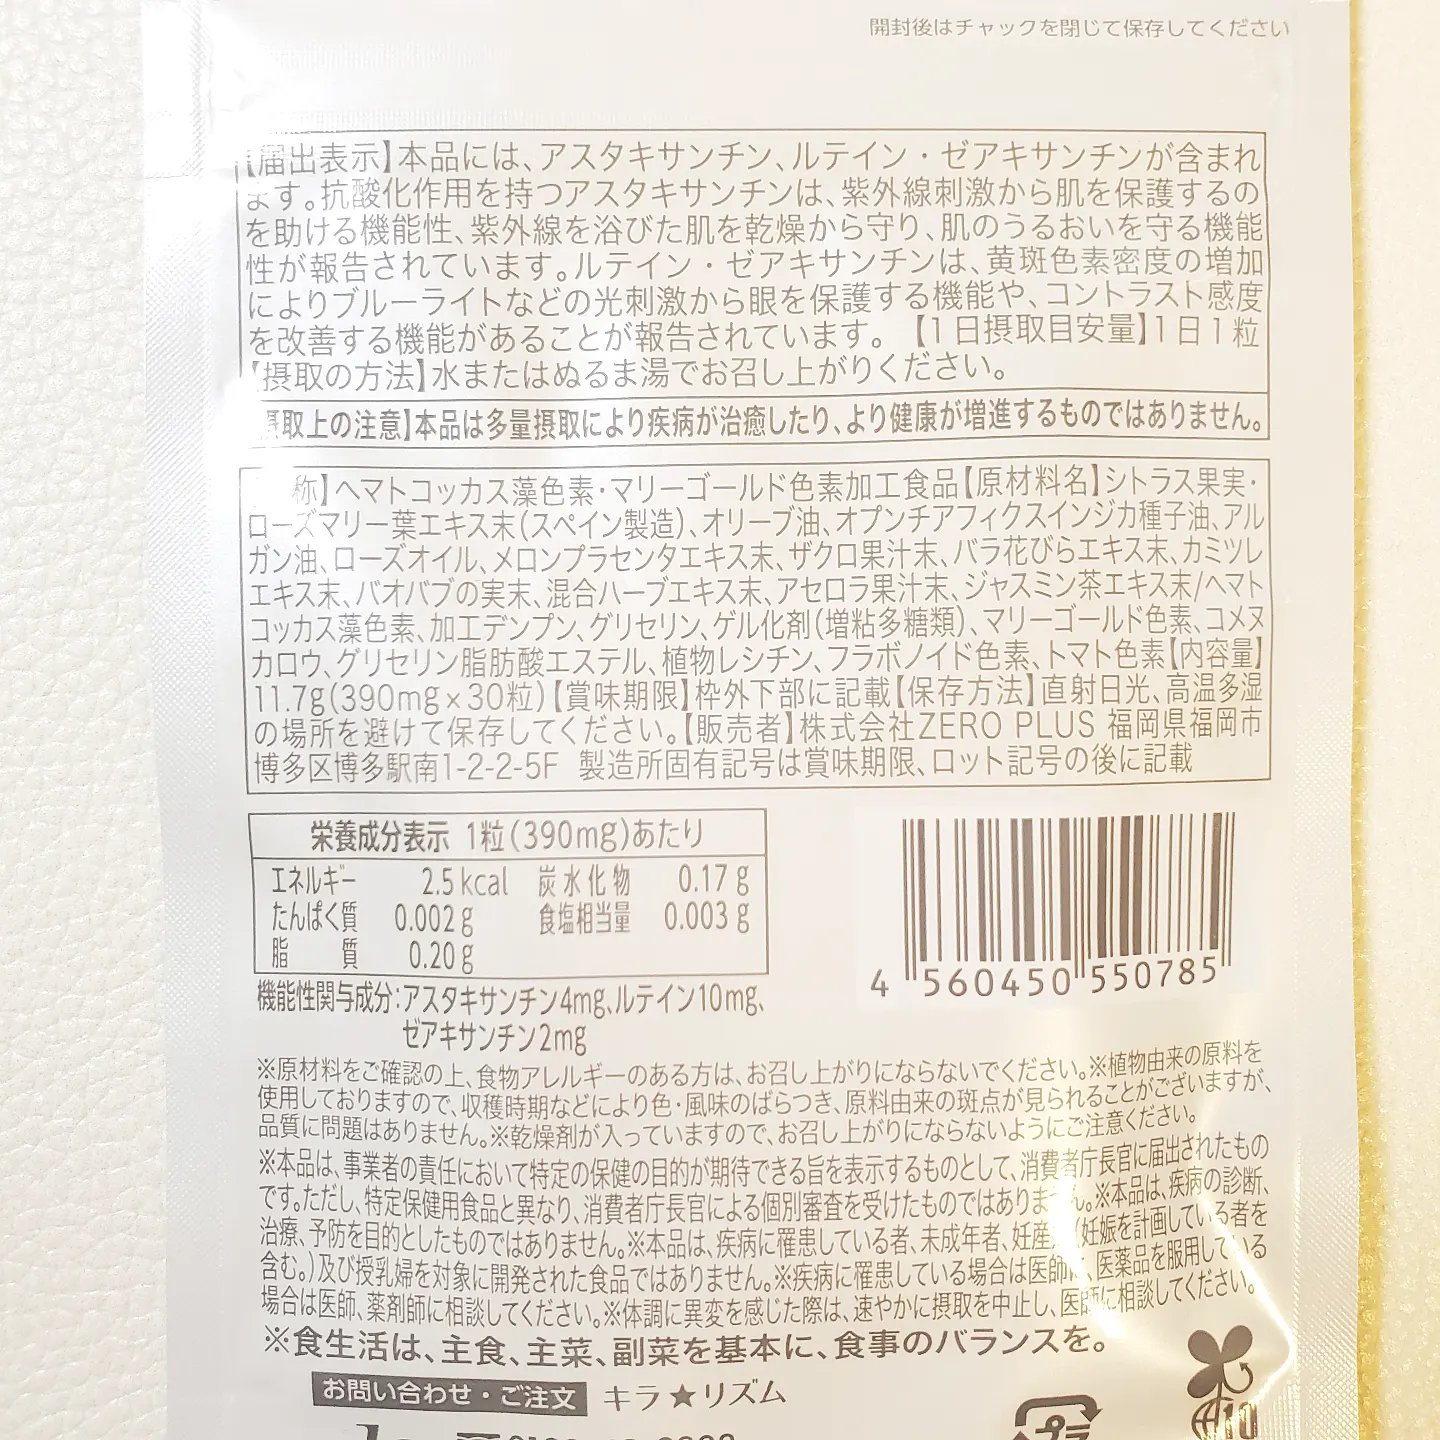 開封後はチャックを閉じて保存してください
【届出表示】本品には、アスタキサンチン、ルテイン・ゼアキサンチンが含まれ
ます。抗酸化作用を持つアスタキサンチンは、紫外線刺激から肌を保護するの
を助ける機能性、紫外線を浴びた肌を乾燥から守り、肌のうるおいを守る機能
性が報告されています。ルテイン・ゼアキサンチンは、黄斑色素密度の増加
によりブルーライトなどの光刺激から眼を保護する機能や、コントラスト感度
を改善する機能があることが報告されています。【1日摂取目安量】1日1粒
【摂取の方法】水またはぬるま湯でお召し上がりください。
摂取上の注意】本品は多量摂取により疾病が治癒したり、より健康が増進するものではありません。
称】ヘマトコッカス藻色素・マリーゴールド色素加工食品【原材料名】シトラス果実・
ローズマリー葉エキス末(スペイン製造)、オリーブ油、オプンチアフィクスインジカ種子油、アル
ガン油、ローズオイル、メロンプラセンタエキス末、ザクロ果汁末、バラ花びらエキス末、カミツレ
エキス末、バオバブの実末、混合ハーブエキス末、アセロラ果汁末、ジャスミン茶エキス末/ヘマト
コッカス藻色素、加工デンプン、グリセリン、ゲル化剤(増粘多糖類)、マリーゴールド色素、コメヌ
カロウ、グリセリン脂肪酸エステル、植物レシチン、フラボノイド色素、トマト色素【内容量】
11.7g(390mg×30粒)【賞味期限】枠外下部に記載【保存方法】直射日光、高温多湿
の場所を避けて保存してください。【販売者】株式会社ZERO PLUS 福岡県福岡市
博多区博多駅南1-2-2-5F 製造所固有記号は賞味期限、ロット記号の後に記載
栄養成分表示 1粒(390mg)あたり
エネルギー 2.5kcal 炭水化物 0.17g
たんぱく質 0.002g 食塩相当量 0.003g
脂質 0.20g
機能性関与成分:アスタキサンチン4mg、ルテイン10mg、
ゼアキサンチン2mg
4 560450 550785
※原材料をご確認の上、食物アレルギーのある方は、お召し上がりにならないでください。※植物由来の原料を
使用しておりますので、収穫時期などにより色・風味のばらつき、原料由来の斑点が見られることがございますが、
品質に問題はありません。※乾燥剤が入っていますので、お召し上がりにならないようにご注意ください。
※本品は、事業者の責任において特定の保健の目的が期待できる旨を表示するものとして、消費者庁長官に届出されたもの
です。ただし、特定保健用食品と異なり、消費者庁長官による個別審査を受けたものではありません。※本品は、疾病の診断、
治療、予防を目的としたものではありません。※本品は、疾病に罹患している者、未成年者、妊産(妊娠を計画している者を
含む。)及び授乳婦を対象に開発された食品ではありません。※疾病に罹患している場合は医師に、医薬品を服用している
場合は医師、薬剤師に相談してください。※体調に異変を感じた際は、速やかに摂取を中止し、医師に相談してください。
※食生活は、主食、主菜、副菜を基本に、食事のバランスを。
お問い合わせ・ご注文 キラ★リズム
プラ
10